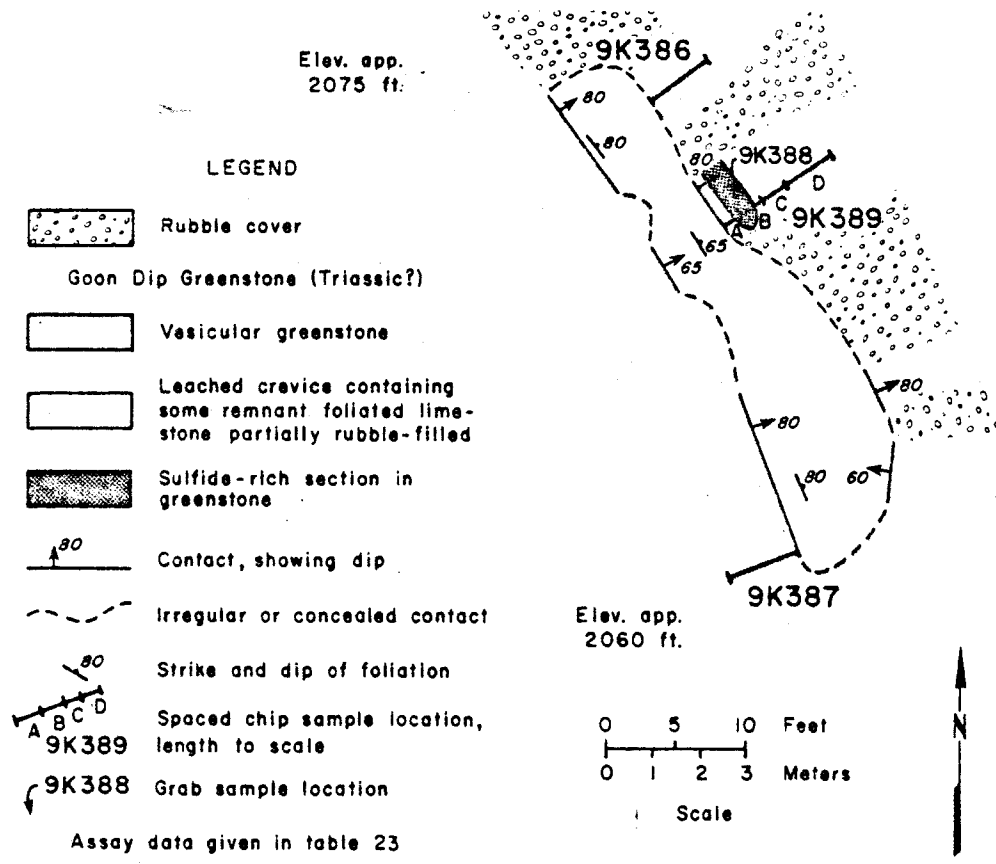 Elev. app.
2075 ft.
9K386
80
80
80
9K388
D
C
B
A
9K389
65
65
80
80
80
60
9K387
Elev. app.
2060 ft.
LEGEND
Rubble cover
Goon Dip Greenstone (Triassic?)
Vesicular greenstone
Leached crevice containing
some remnant foliated lime-
stone partially rubble-filled
Sulfide-rich section in
greenstone
80
Contact, showing dip
Irregular or concealed contact
80
Strike and dip of foliation
A B C D
9K389
Spaced chip sample location,
length to scale
9K388
Grab sample location
Assay data given in table 23
0 5 10 Feet
0 1 2 3 Meters
Scale
N